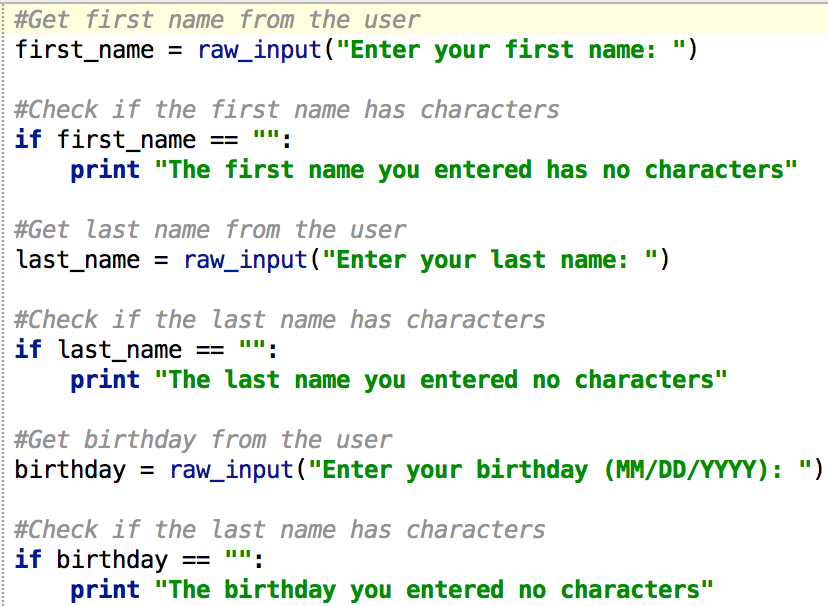 #Get first name from the user
first_name = raw_input("Enter your first name: ")
#Check if the first name has characters
if first_name == "":
    print "The first name you entered has no characters"
#Get last name from the user
last_name = raw_input("Enter your last name: ")
#Check if the last name has characters
if last_name == "":
    print "The last name you entered no characters"
#Get birthday from the user
birthday = raw_input("Enter your birthday (MM/DD/YYYY): ")
#Check if the last name has characters
if birthday == "":
    print "The birthday you entered no characters"